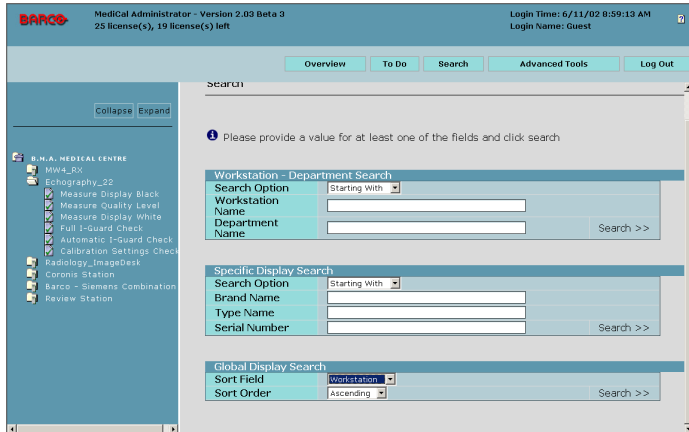 BARCO
MediCal Administrator - Version 2.03 Beta 3
25 license(s), 19 license(s) left
Login Time: 6/11/02 8:59:13 AM
Login Name: Guest
?
Overview To Do Search Advanced Tools Log Out
Collapse Expand
B.N.A. MEDICAL CENTRE
MW4_RX
Echography_22
Measure Display Black
Measure Quality Level
Measure Display White
Full I-Guard Check
Automatic I-Guard Check
Calibration Settings Check
Radiology_ImageDesk
Coronis Station
Barco - Siemens Combination
Review Station
Search
Please provide a value for at least one of the fields and click search
Workstation - Department Search
Search Option Starting With
Workstation
Name
Department
Name Search >>
Specific Display Search
Search Option Starting With
Brand Name
Type Name
Serial Number Search >>
Global Display Search
Sort Field Workstation
Sort Order Ascending Search >>